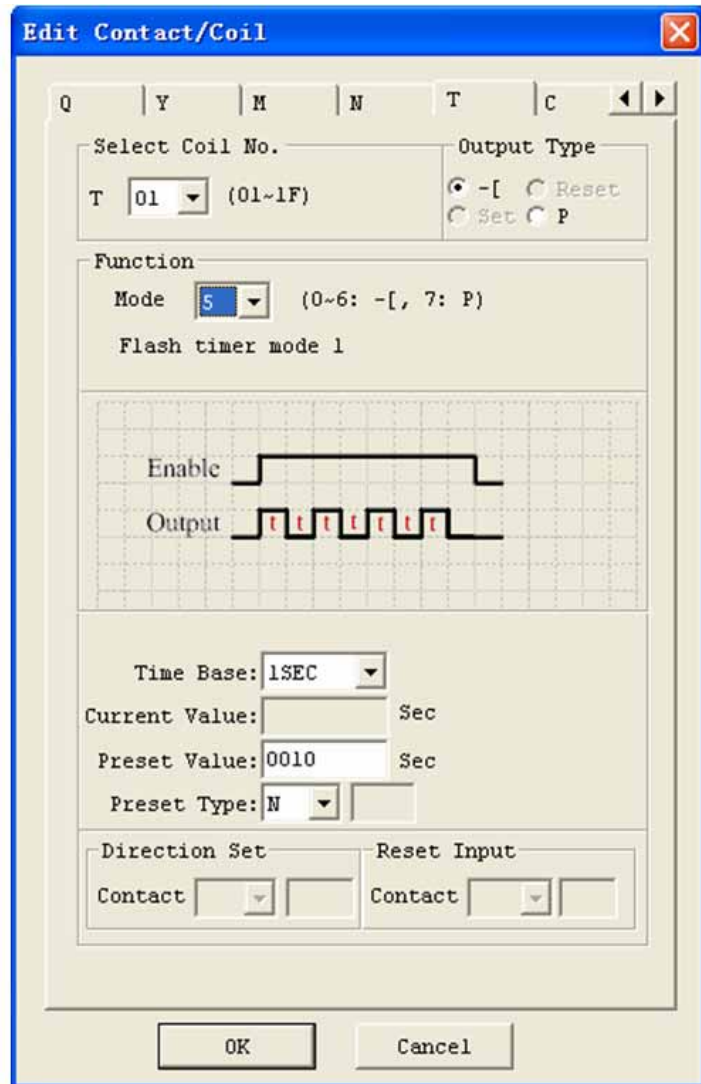 Edit Contact/Coil
Q Y M N T C
Select Coil No.
T 01 (01~1F)
Output Type
-[ Reset
Set P
Function
Mode 5 (0~6: -[, 7: P)
Flash timer mode 1
Enable
Output t t t t t t t
Time Base: 1SEC
Current Value: Sec
Preset Value: 0010 Sec
Preset Type: N
Direction Set
Contact
Reset Input
Contact
OK Cancel